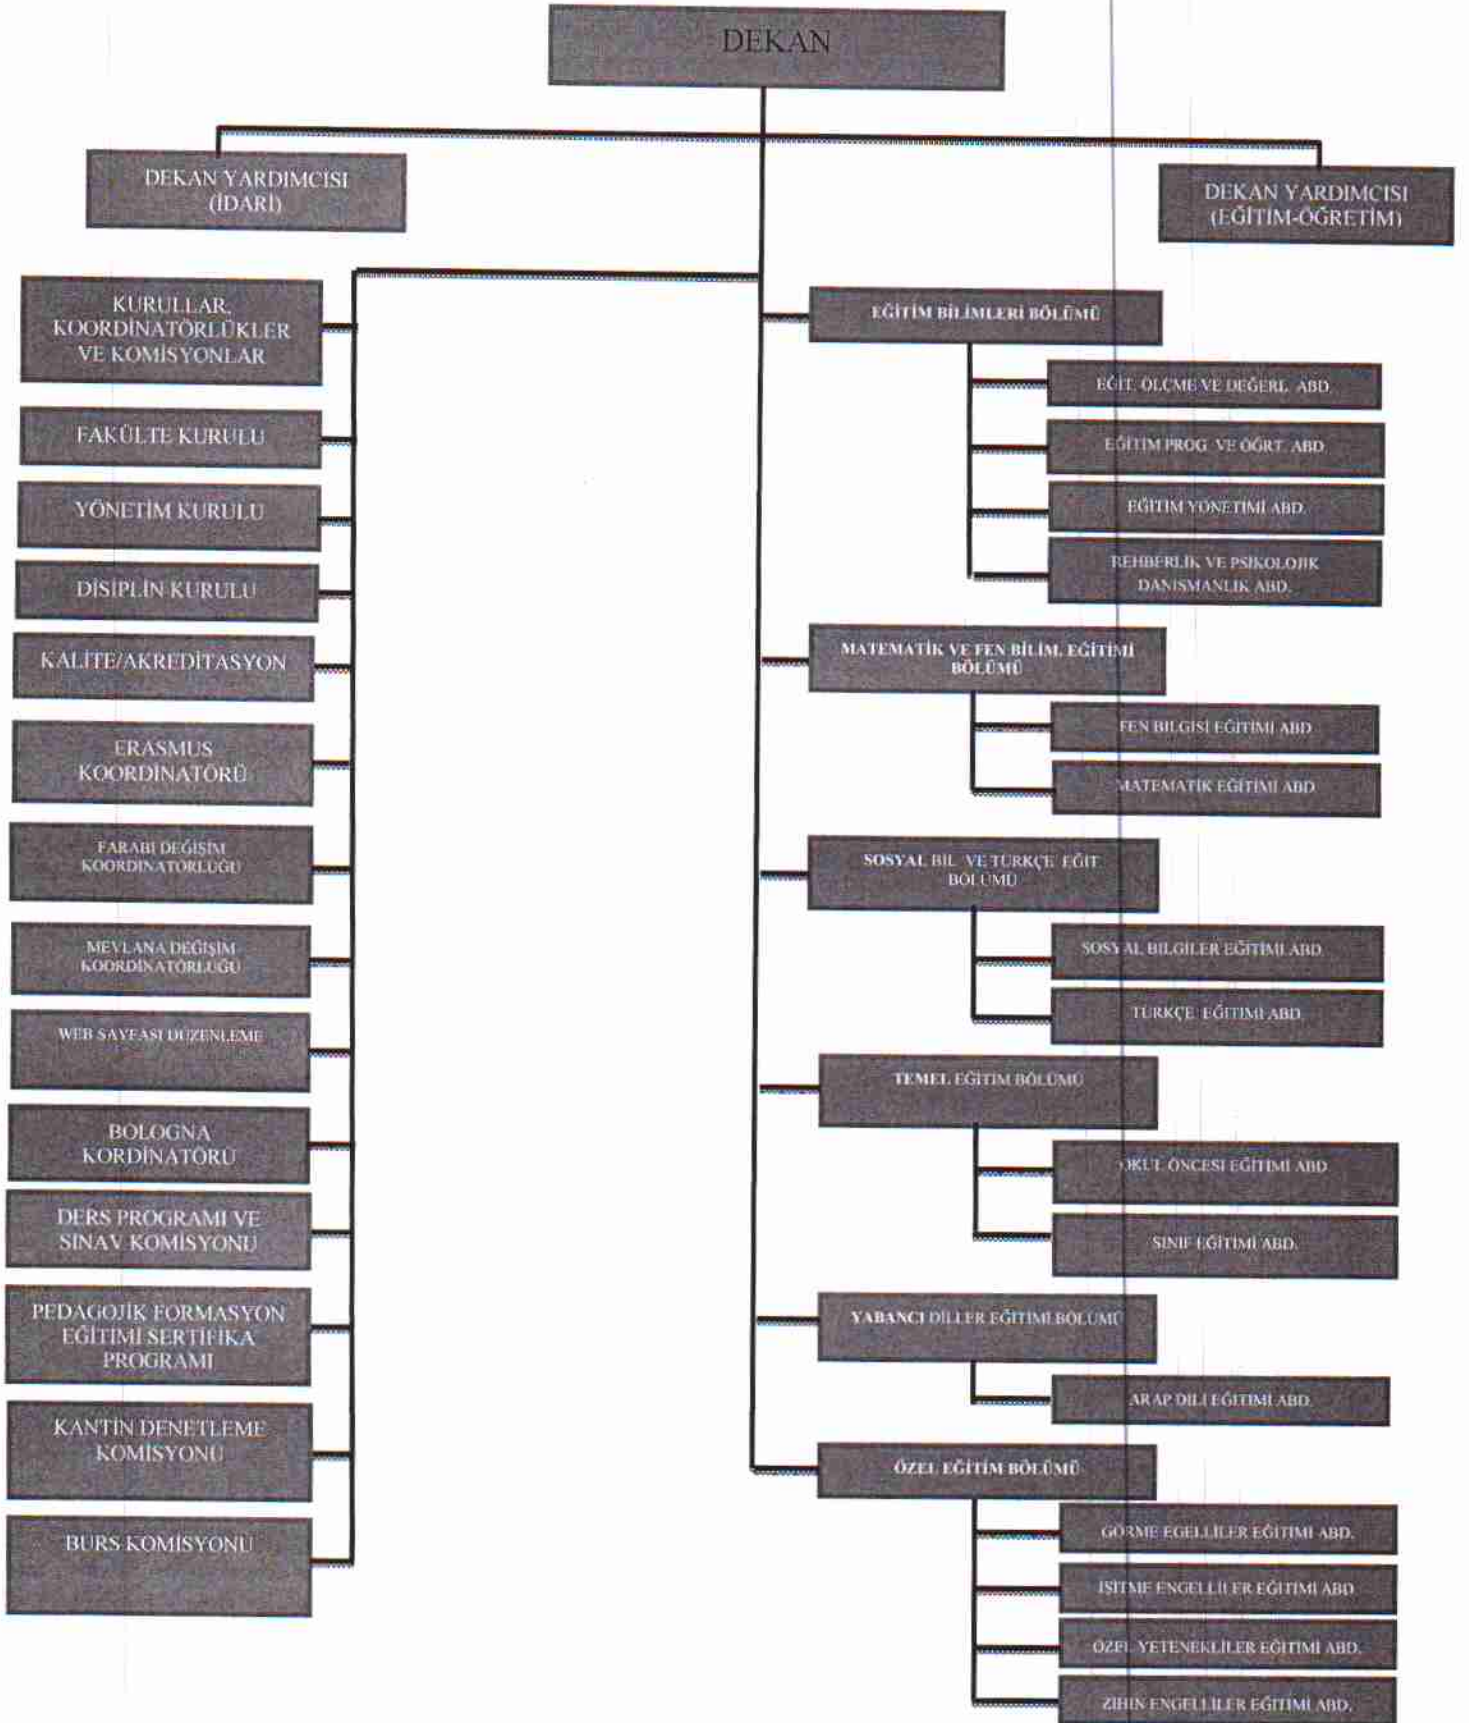 DEKAN
DEKAN YARDIMCISI
(İDARİ)
DEKAN YARDIMCISI
(EĞİTİM-ÖĞRETİM)
KURULLAR,
KOORDİNATÖRLÜKLER
VE KOMİSYONLAR
FAKÜLTE KURULU
YÖNETİM KURULU
DİSİPLİN KURULU
KALİTE/AKREDİTASYON
ERASMUS
KOORDİNATÖRÜ
FARABİ DEĞİŞİM
KOORDİNATÖRLÜĞÜ
MEVLANA DEĞİŞİM
KOORDİNATÖRLÜĞÜ
WEB SAYFASI DÜZENLEME
BOLOGNA
KORDİNATÖRÜ
DERS PROGRAMI VE
SINAV KOMİSYONU
PEDAGOJİK FORMASYON
EĞİTİMİ SERTİFİKA
PROGRAMI
KANTİN DENETLEME
KOMİSYONU
BURS KOMİSYONU
EĞİTİM BİLİMLERİ BÖLÜMÜ
EĞİT. ÖLÇME VE DEĞERL. ABD.
EĞİTİM PROG. VE ÖĞRT. ABD.
EĞİTİM YÖNETİMİ ABD.
REHBERLİK VE PSİKOLOJİK
DANIŞMANLIK ABD.
MATEMATİK VE FEN BİLİM. EĞİTİMİ
BÖLÜMÜ
FEN BİLGİSİ EĞİTİMİ ABD
MATEMATİK EĞİTİMİ ABD
SOSYAL BİL VE TÜRKÇE EĞİT
BÖLÜMÜ
SOSYAL BİLGİLER EĞİTİMİ ABD.
TÜRKÇE EĞİTİMİ ABD.
TEMEL EĞİTİM BÖLÜMÜ
OKUL ÖNCESİ EĞİTİMİ ABD
SINIF EĞİTİMİ ABD.
YABANCI DİLLER EĞİTİMİ BÖLÜMÜ
ARAP DİLİ EĞİTİMİ ABD.
ÖZEL EĞİTİM BÖLÜMÜ
GÖRME EGELLİLER EĞİTİMİ ABD.
İŞİTME ENGELLİLER EĞİTİMİ ABD
ÖZEL YETENEKLİLER EĞİTİMİ ABD.
ZİHİN ENGELLİLER EĞİTİMİ ABD.